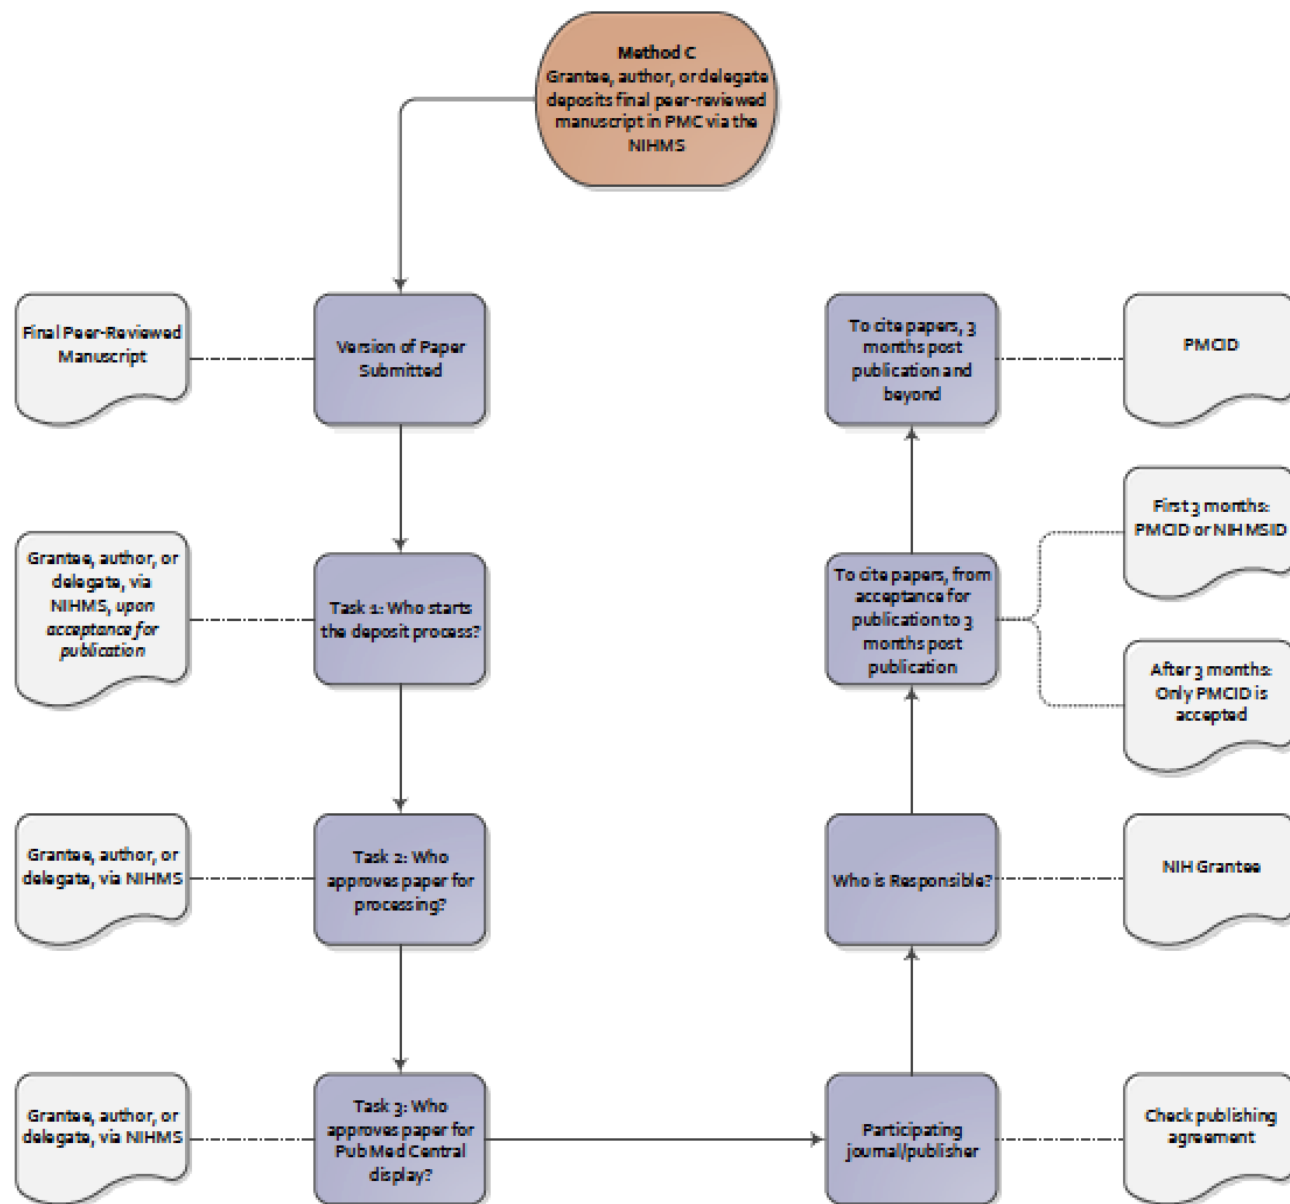 Method C
Grantee, author, or delegate
deposits final peer-reviewed
manuscript in PMC via the
NIHMS
Final Peer-Reviewed
Manuscript
Version of Paper
Submitted
Grantee, author, or
delegate, via
NIHMS, upon
acceptance for
publication
Task 1: Who starts
the deposit process?
Grantee, author, or
delegate, via NIHMS
Task 2: Who
approves paper for
processing?
Grantee, author, or
delegate, via NIHMS
Task 3: Who
approves paper for
Pub Med Central
display?
Participating
journal/publisher
Check publishing
agreement
Who is Responsible?
NIH Grantee
To cite papers, from
acceptance for
publication to 3
months post
publication
First 3 months:
PMCID or NIHMSID
After 3 months:
Only PMCID is
accepted
To cite papers, 3
months post
publication and
beyond
PMCID